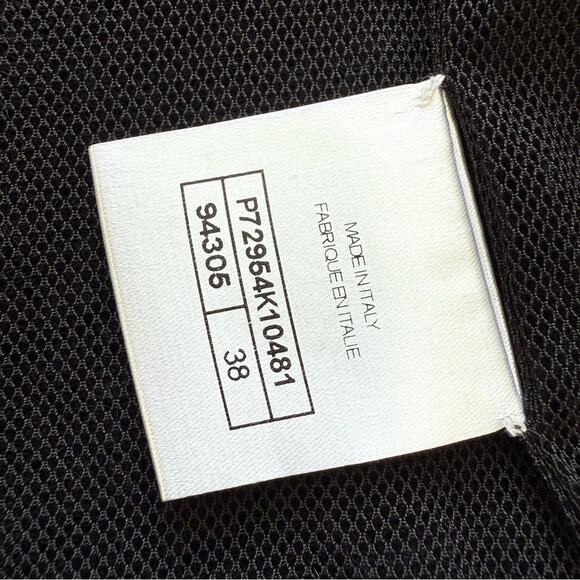 MADE IN ITALY
FABRIQUE EN ITALIE
P72954K10481
94305 38